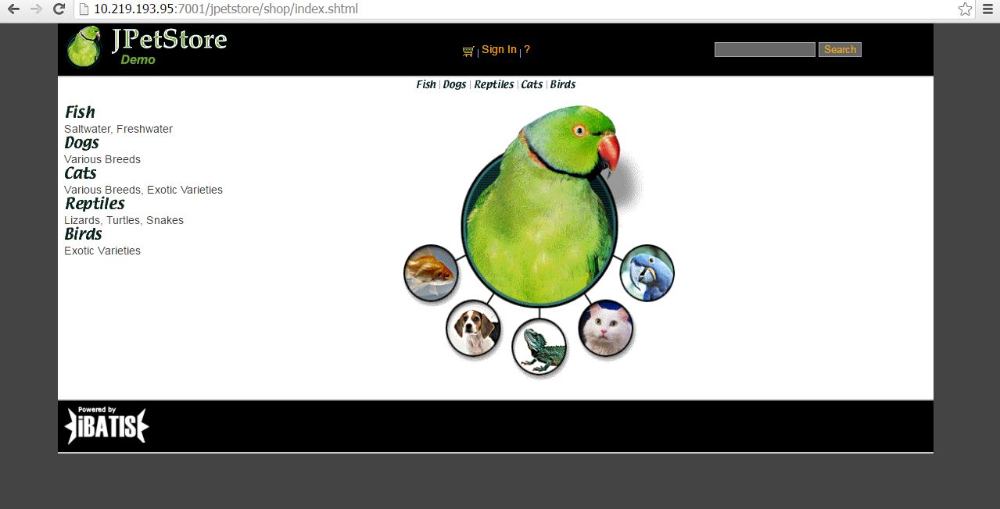 10.219.193.95:7001/jpetstore/shop/index.shtml
JPetStore
Demo
| Sign In | ?
Search
Fish | Dogs | Reptiles | Cats | Birds
Fish
Saltwater, Freshwater
Dogs
Various Breeds
Cats
Various Breeds, Exotic Varieties
Reptiles
Lizards, Turtles, Snakes
Birds
Exotic Varieties
Powered by
iBATIS